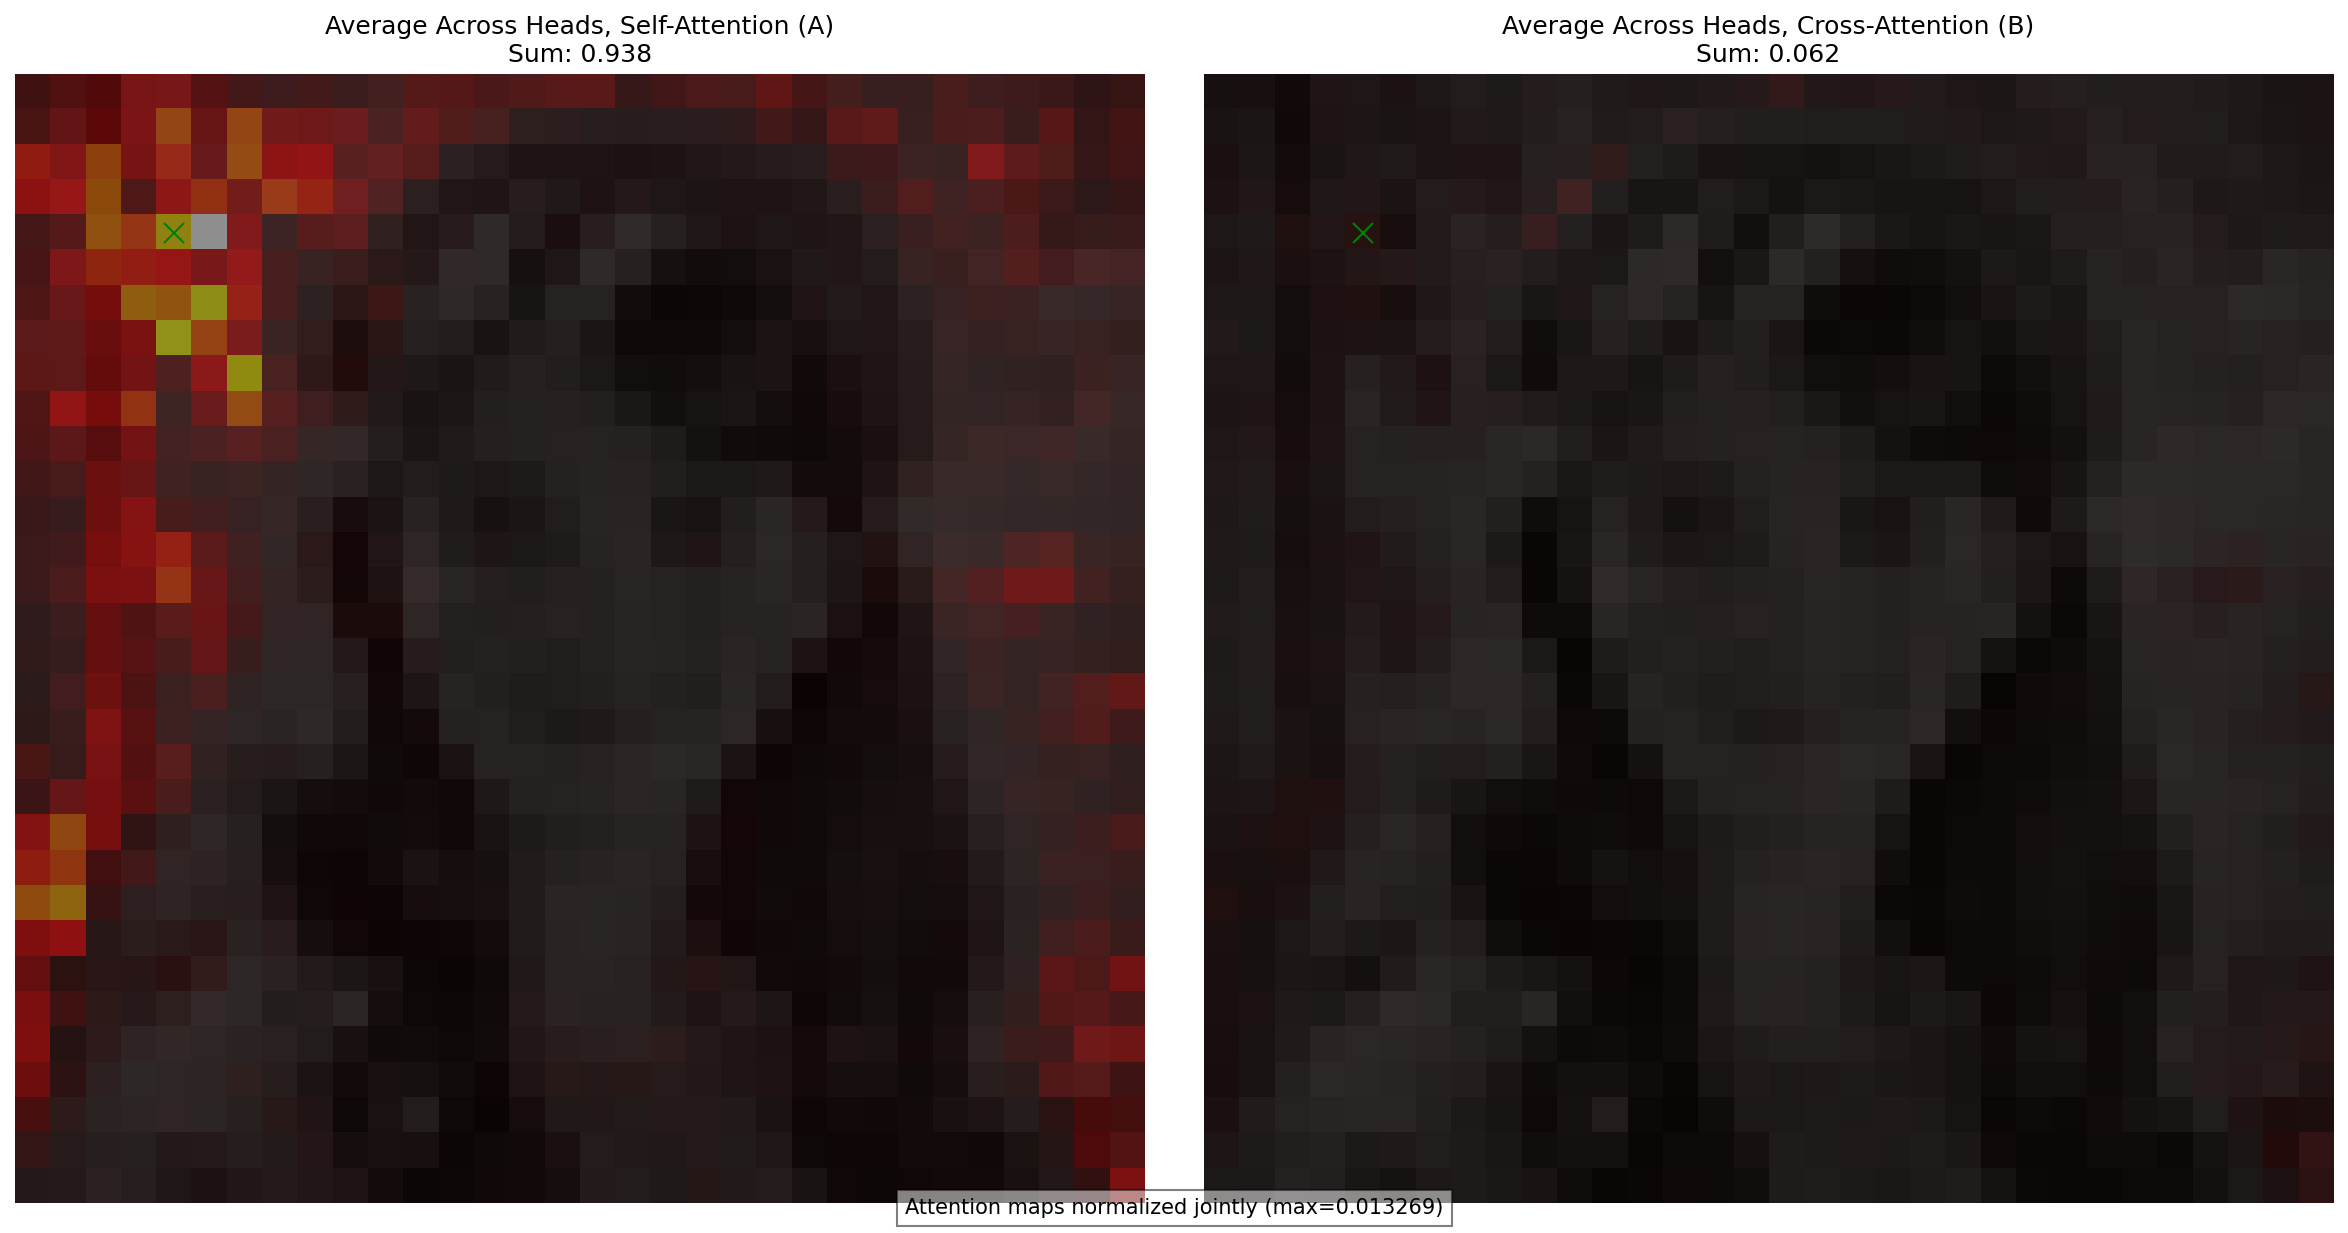 Average Across Heads, Self-Attention (A)
Sum: 0.938
Average Across Heads, Cross-Attention (B)
Sum: 0.062
Attention maps normalized jointly (max=0.013269)